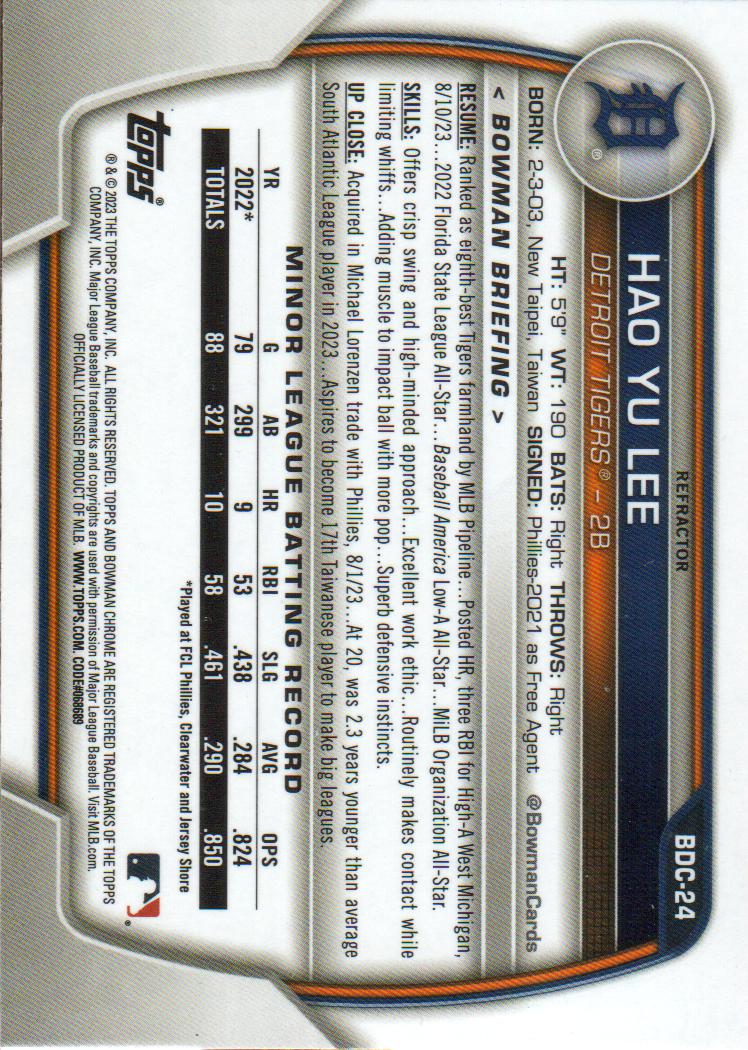 REFRACTOR
BDC-24
HAO YU LEE
DETROIT TIGERS® – 2B
®
HT: 5'9" WT: 190 BATS: Right THROWS: Right
BORN: 2-3-03, New Taipei, Taiwan SIGNED: Phillies-2021 as Free Agent @BowmanCards
< BOWMAN BRIEFING >
RESUME: Ranked as eighth-best Tigers farmhand by MLB Pipeline...Posted HR, three RBI for High-A West Michigan,
8/10/23...2022 Florida State League All-Star...Baseball America Low-A All-Star...MiLB Organization All-Star.
SKILLS: Offers crisp swing and high-minded approach...Excellent work ethic...Routinely makes contact while
limiting whiffs...Adding muscle to impact ball with more pop...Superb defensive instincts.
UP CLOSE: Acquired in Michael Lorenzen trade with Phillies, 8/1/23...At 20, was 2.3 years younger than average
South Atlantic League player in 2023...Aspires to become 17th Taiwanese player to make big leagues.
MINOR LEAGUE BATTING RECORD
YR G AB HR RBI SLG AVG OPS
2022* 79 299 9 53 .438 .284 .824
TOTALS 88 321 10 58 .461 .290 .850
*Played at FCL Phillies, Clearwater and Jersey Shore
topps®
® & © 2023 THE TOPPS COMPANY, INC. ALL RIGHTS RESERVED. TOPPS AND BOWMAN CHROME ARE REGISTERED TRADEMARKS OF THE TOPPS
COMPANY, INC. Major League Baseball trademarks and copyrights are used with permission of Major League Baseball. Visit MLB.com.
OFFICIALLY LICENSED PRODUCT OF MLB. WWW.TOPPS.COM. CODE#068689
®